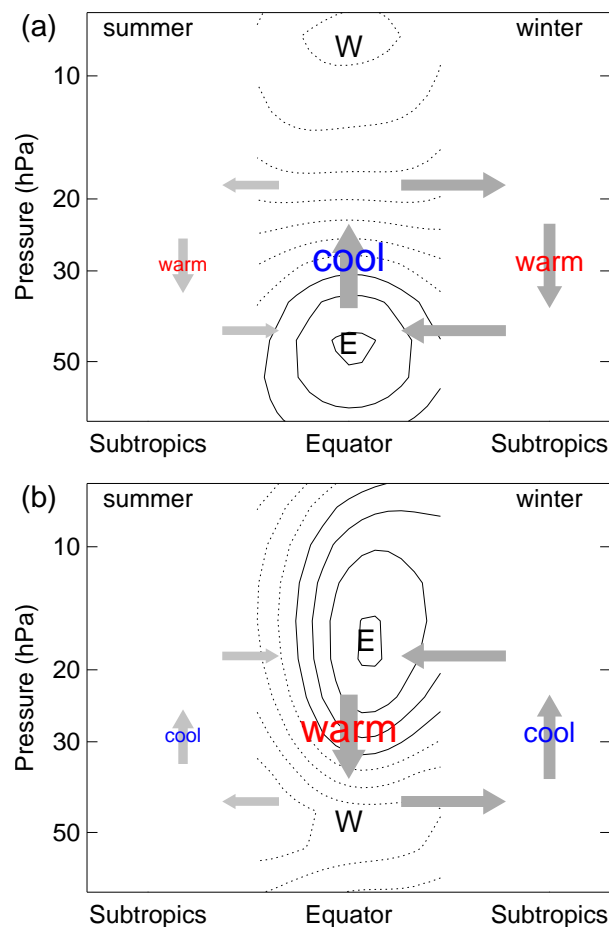 (a)
summer
W
winter
10
20
30
50
Pressure (hPa)
warm
cool
warm
E
Subtropics
Equator
Subtropics
(b)
summer
winter
10
20
30
50
Pressure (hPa)
E
cool
warm
cool
W
Subtropics
Equator
Subtropics